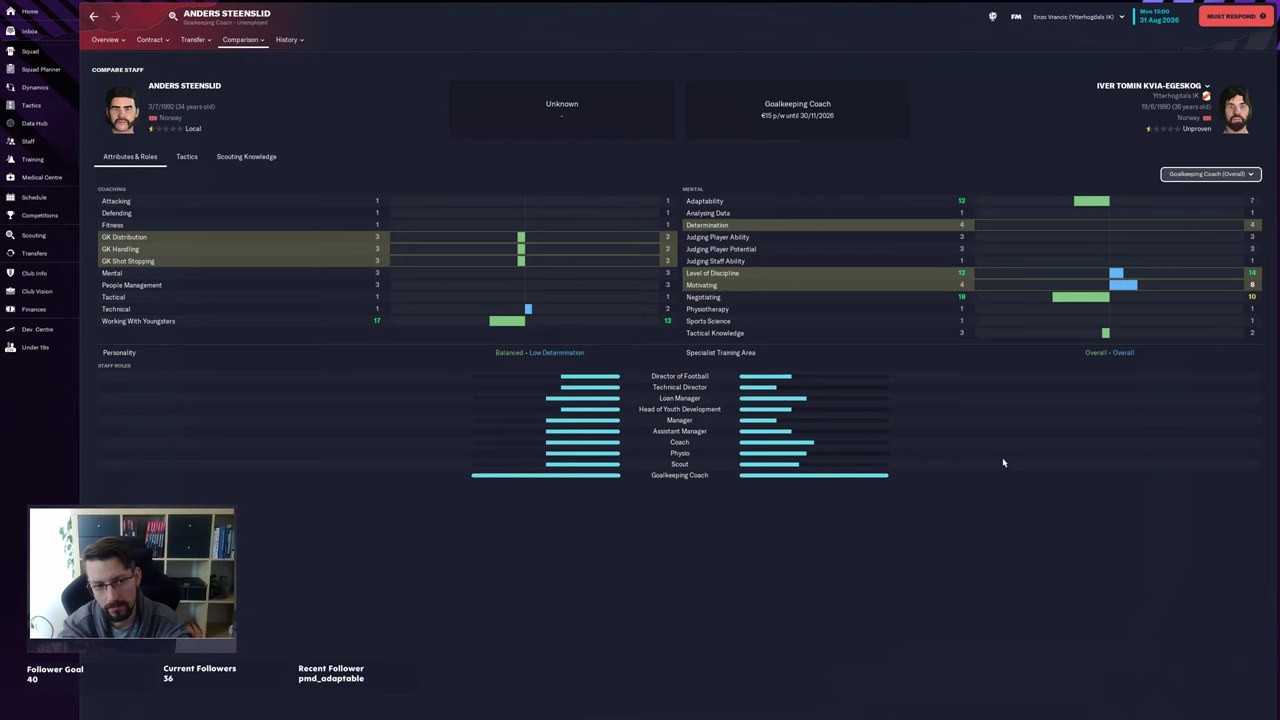 Home
Inbox
Squad
Squad Planner
Dynamics
Tactics
Data Hub
Staff
Training
Medical Centre
Schedule
Competitions
Scouting
Transfers
Club Info
Club Vision
Finances
Dev. Centre
Under 19s
ANDERS STEENSLID
Goalkeeping Coach - Unemployed
FM
Enzo Vrancic (Ytterhogdals IK)
Mon 13:00
31 Aug 2026
MUST RESPOND
Overview
Contract
Transfer
Comparison
History
COMPARE STAFF
ANDERS STEENSLID
3/7/1992 (34 years old)
Norway
Local
Unknown
-
Goalkeeping Coach
€15 p/w until 30/11/2026
IVER TOMIN KVIA-EGESKOG
Ytterhogdals IK
19/6/1990 (36 years old)
Norway
Unproven
Attributes & Roles
Tactics
Scouting Knowledge
Goalkeeping Coach (Overall)
COACHING
Attacking 1 1
Defending 1 1
Fitness 1 1
GK Distribution 3 2
GK Handling 3 2
GK Shot Stopping 3 2
Mental 3 3
People Management 3 3
Tactical 1 1
Technical 1 2
Working With Youngsters 17 12
Personality Balanced - Low Determination
MENTAL
Adaptability 12 7
Analysing Data 1 1
Determination 4 4
Judging Player Ability 3 3
Judging Player Potential 3 3
Judging Staff Ability 1 1
Level of Discipline 12 14
Motivating 4 8
Negotiating 18 10
Physiotherapy 1 1
Sports Science 1 1
Tactical Knowledge 3 2
Specialist Training Area Overall - Overall
STAFF ROLES
Director of Football
Technical Director
Loan Manager
Head of Youth Development
Manager
Assistant Manager
Coach
Physio
Scout
Goalkeeping Coach
Follower Goal
40
Current Followers
36
Recent Follower
pmd_adaptable